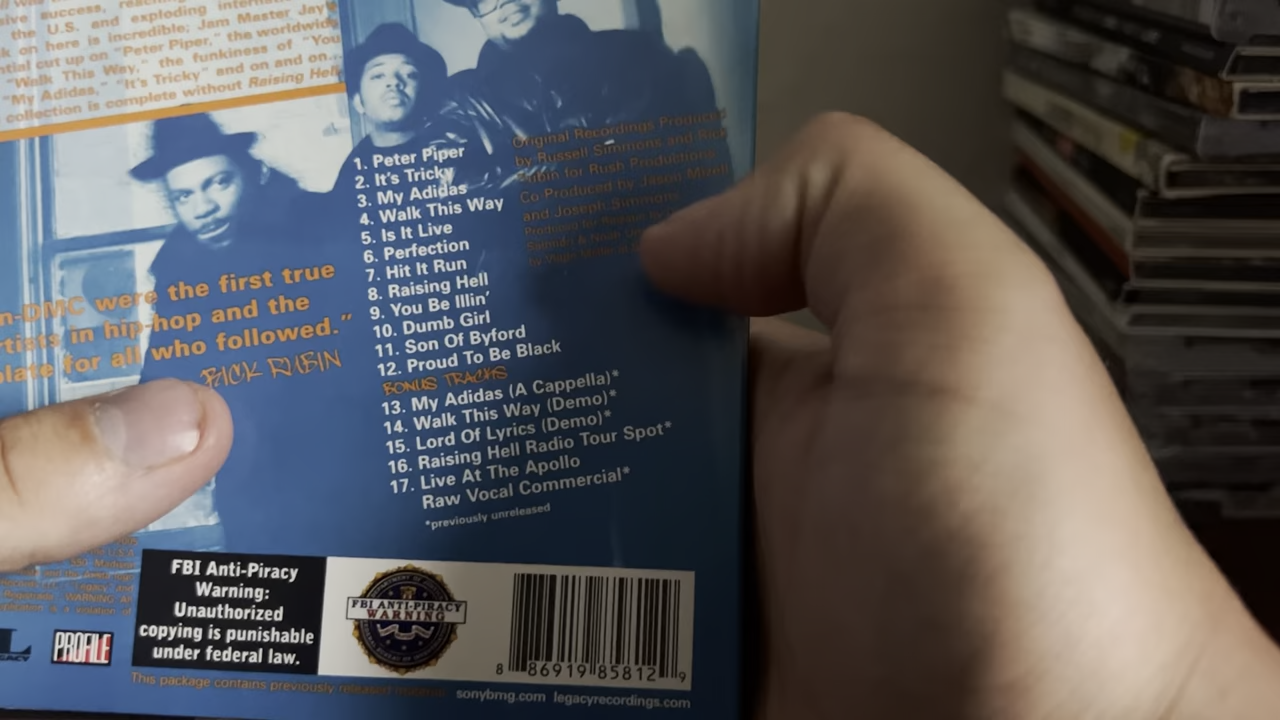 ive success, reaching
the U.S. and exploding internati
k on here is incredible; Jam Master Jay's
ntial cut up on "Peter Piper," the worldwide
"Walk This Way," the funkiness of "You
"My Adidas," "It's Tricky" and on and on...
collection is complete without Raising Hell
1. Peter Piper
2. It's Tricky
3. My Adidas
4. Walk This Way
5. Is It Live
6. Perfection
7. Hit It Run
8. Raising Hell
9. You Be Illin'
10. Dumb Girl
11. Son Of Byford
12. Proud To Be Black
BONUS TRACKS
13. My Adidas (A Cappella)*
14. Walk This Way (Demo)*
15. Lord Of Lyrics (Demo)*
16. Raising Hell Radio Tour Spot*
17. Live At The Apollo
Raw Vocal Commercial*
*previously unreleased
Original Recordings Produced
by Russell Simmons and Rick
Rubin for Rush Productions
Co Produced by Jason Mizell
and Joseph Simmons
n-DMC were the first true
rtists in hip-hop and the
plate for all who followed."
RICK RUBIN
FBI Anti-Piracy
Warning:
Unauthorized
copying is punishable
under federal law.
FBI ANTI-PIRACY
WARNING
8 86919 85812 9
PROFILE
This package contains previously released material.
sonybmg.com legacyrecordings.com